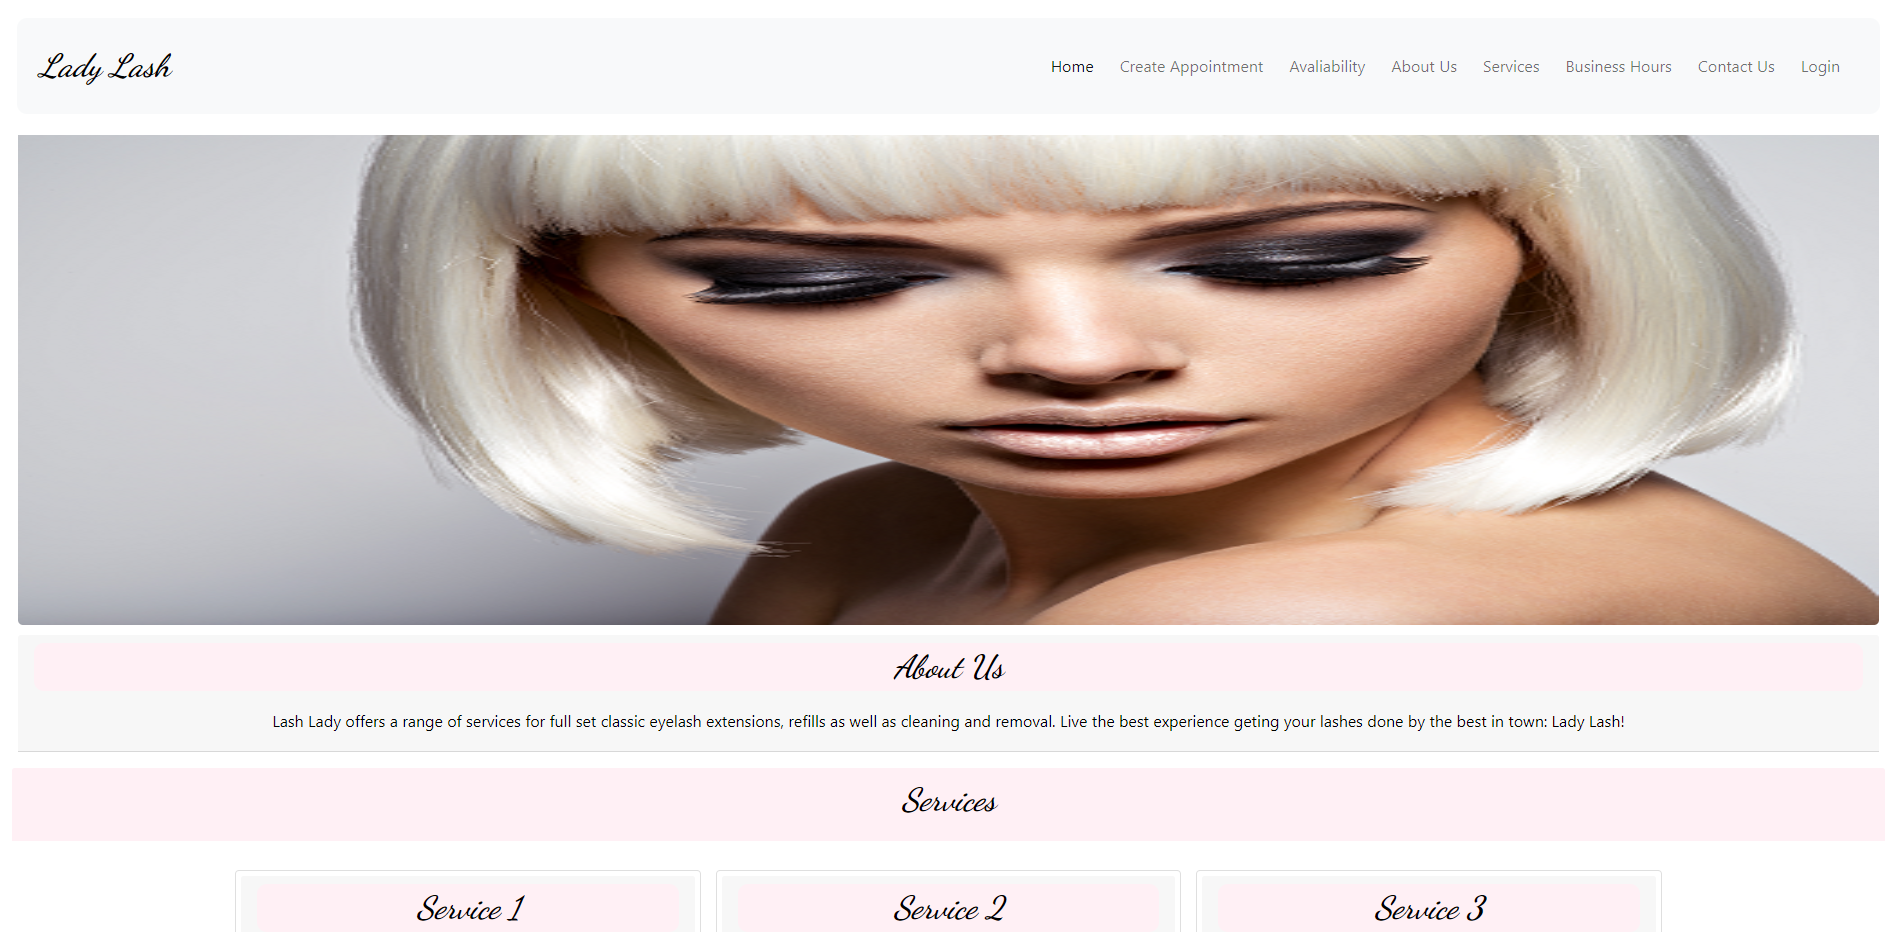 Lady Lash
Home Create Appointment Avaliability About Us Services Business Hours Contact Us Login
About Us
Lash Lady offers a range of services for full set classic eyelash extensions, refills as well as cleaning and removal. Live the best experience geting your lashes done by the best in town: Lady Lash!
Services
Service 1 Service 2 Service 3